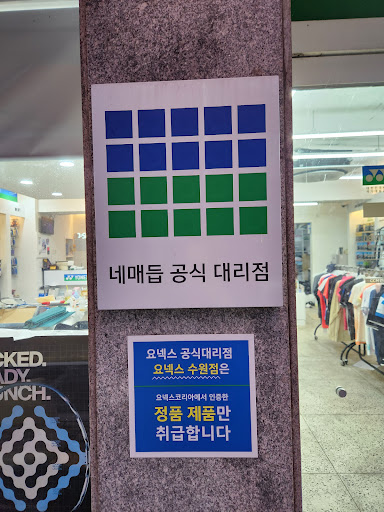 네매듭 공식 대리점
요넥스 공식대리점
요넥스 수원점은
요넥스코리아에서 인증한
정품 제품만
취급합니다
CKED.
ADY.
UNCH.